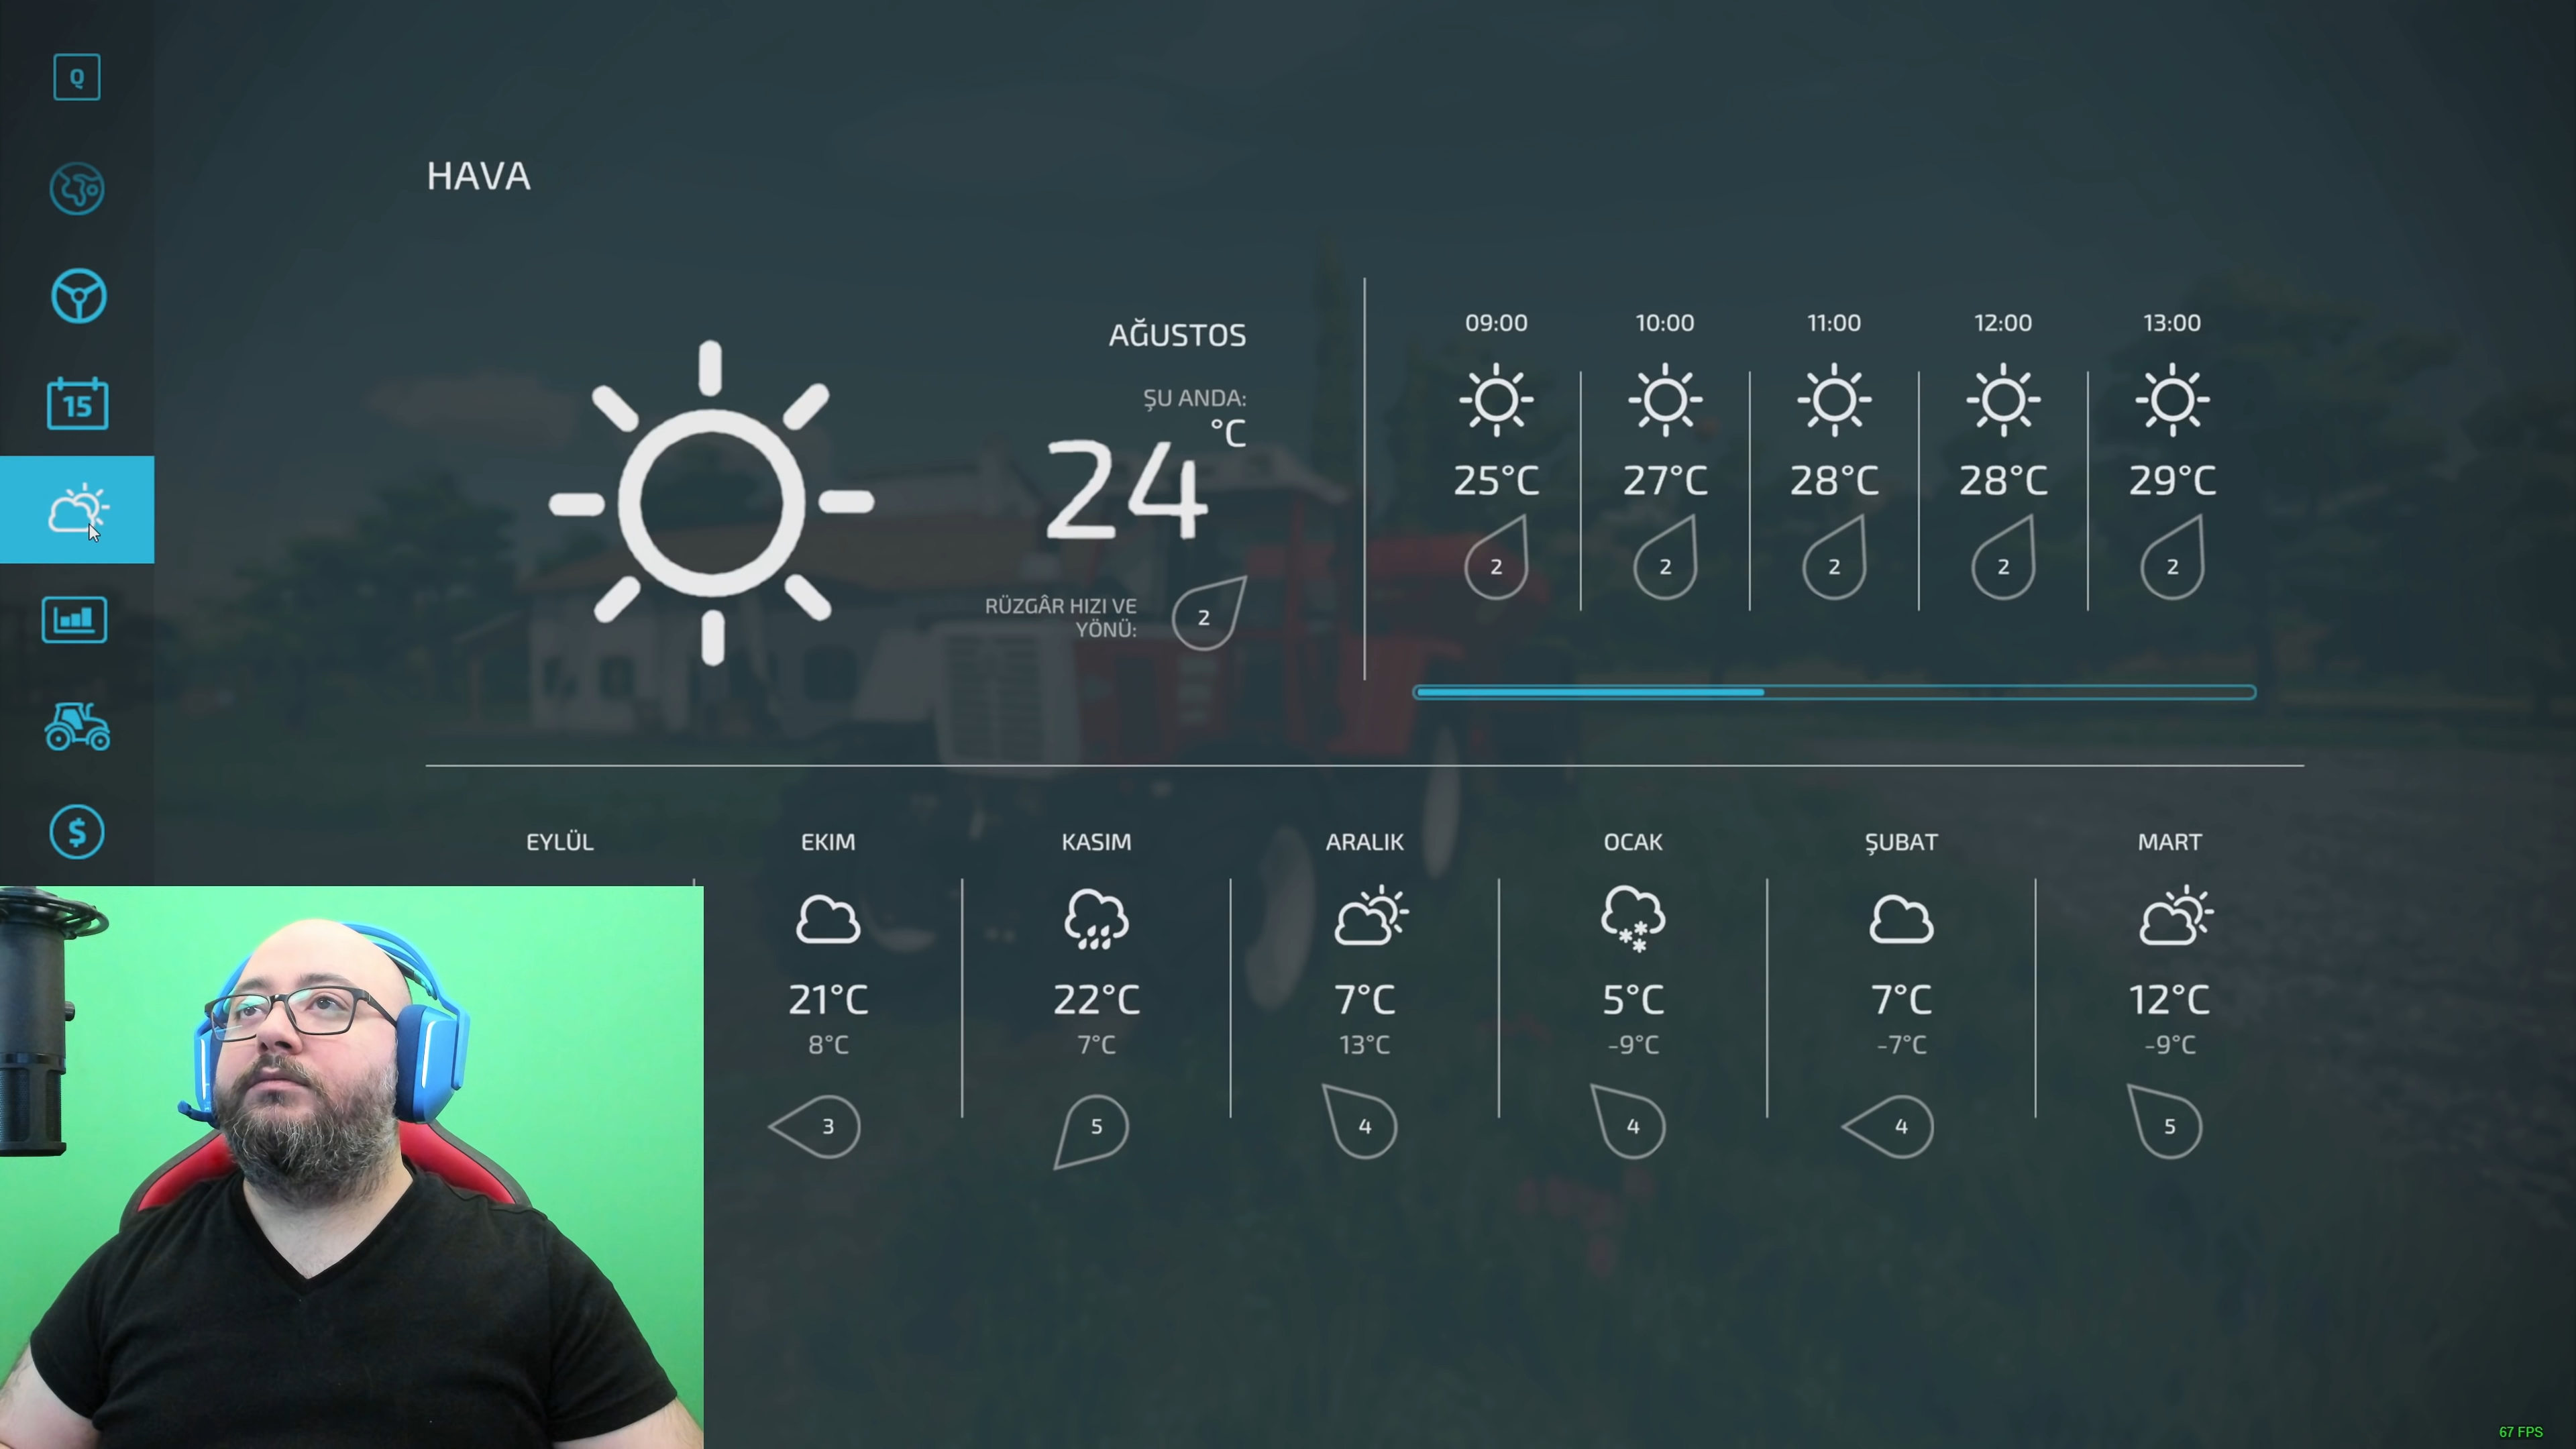 Q
HAVA
15
AĞUSTOS
ŞU ANDA:
24 °C
RÜZGÂR HIZI VE
YÖNÜ:
2
09:00 10:00 11:00 12:00 13:00
25°C 27°C 28°C 28°C 29°C
2 2 2 2 2
$
EYLÜL EKIM KASIM ARALIK OCAK ŞUBAT MART
21°C 22°C 7°C 5°C 7°C 12°C
8°C 7°C 13°C -9°C -7°C -9°C
3 5 4 4 4 5
67 FPS